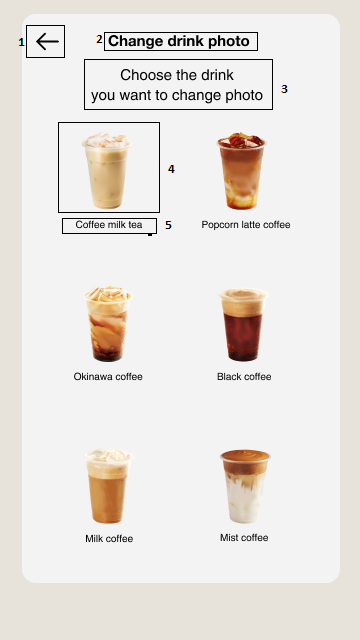 1
2 Change drink photo
Choose the drink
you want to change photo
3
4
Coffee milk tea 5 Popcorn latte coffee
Okinawa coffee Black coffee
Milk coffee Mist coffee